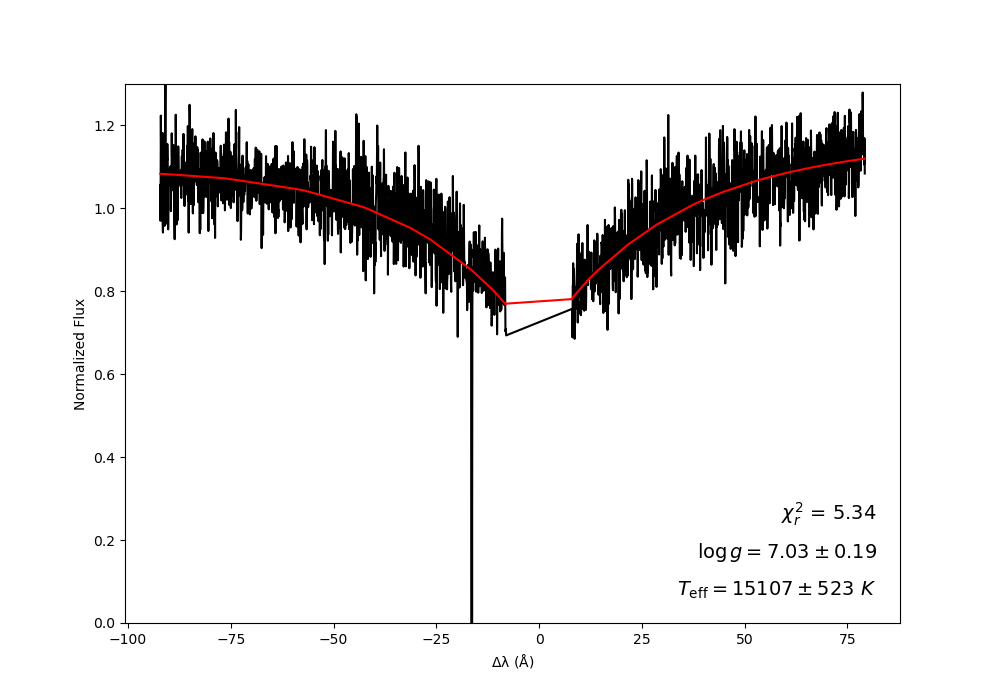 1.2
1.0
0.8
0.6
0.4
0.2
0.0
Normalized Flux
χ²ᵣ = 5.34
log g = 7.03 ± 0.19
T_eff = 15107 ± 523 K
−100 −75 −50 −25 0 25 50 75
Δλ (Å)